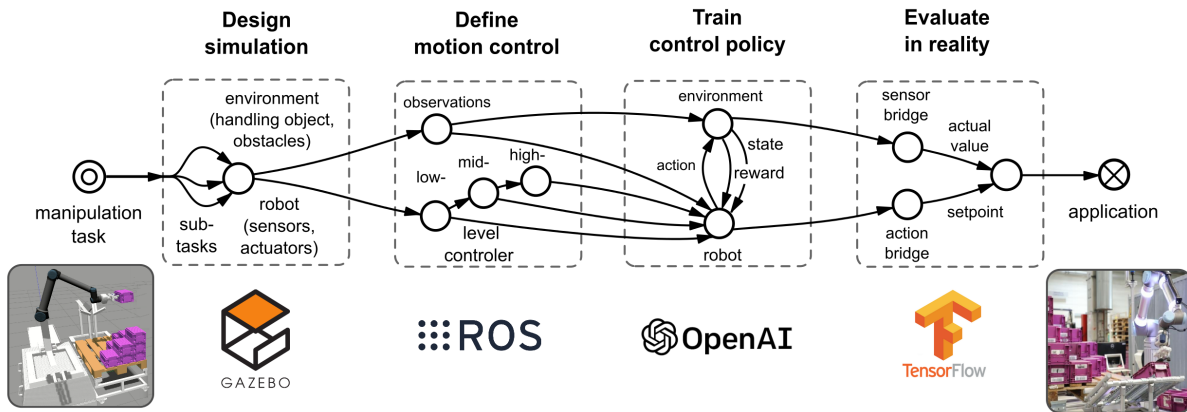 Design
simulation
Define
motion control
Train
control policy
Evaluate
in reality
manipulation
task
environment
(handling object,
obstacles)
sub-
tasks
robot
(sensors,
actuators)
observations
low-
mid-
high-
level
controler
environment
action
state
reward
robot
sensor
bridge
actual
value
action
bridge
setpoint
application
GAZEBO
ROS
OpenAI
TensorFlow